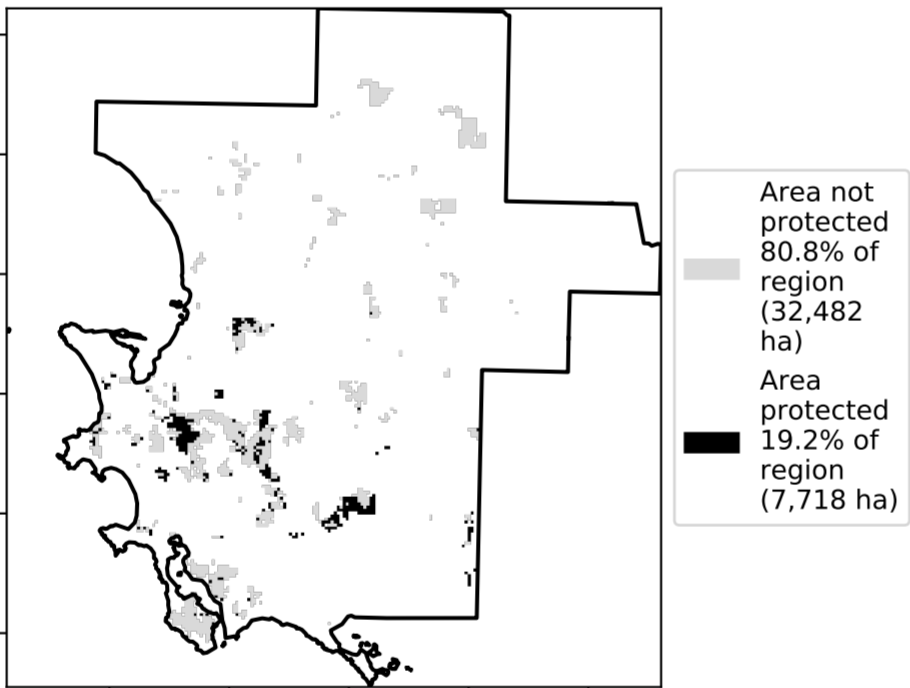 Area not
protected
80.8% of
region
(32,482
ha)
Area
protected
19.2% of
region
(7,718 ha)